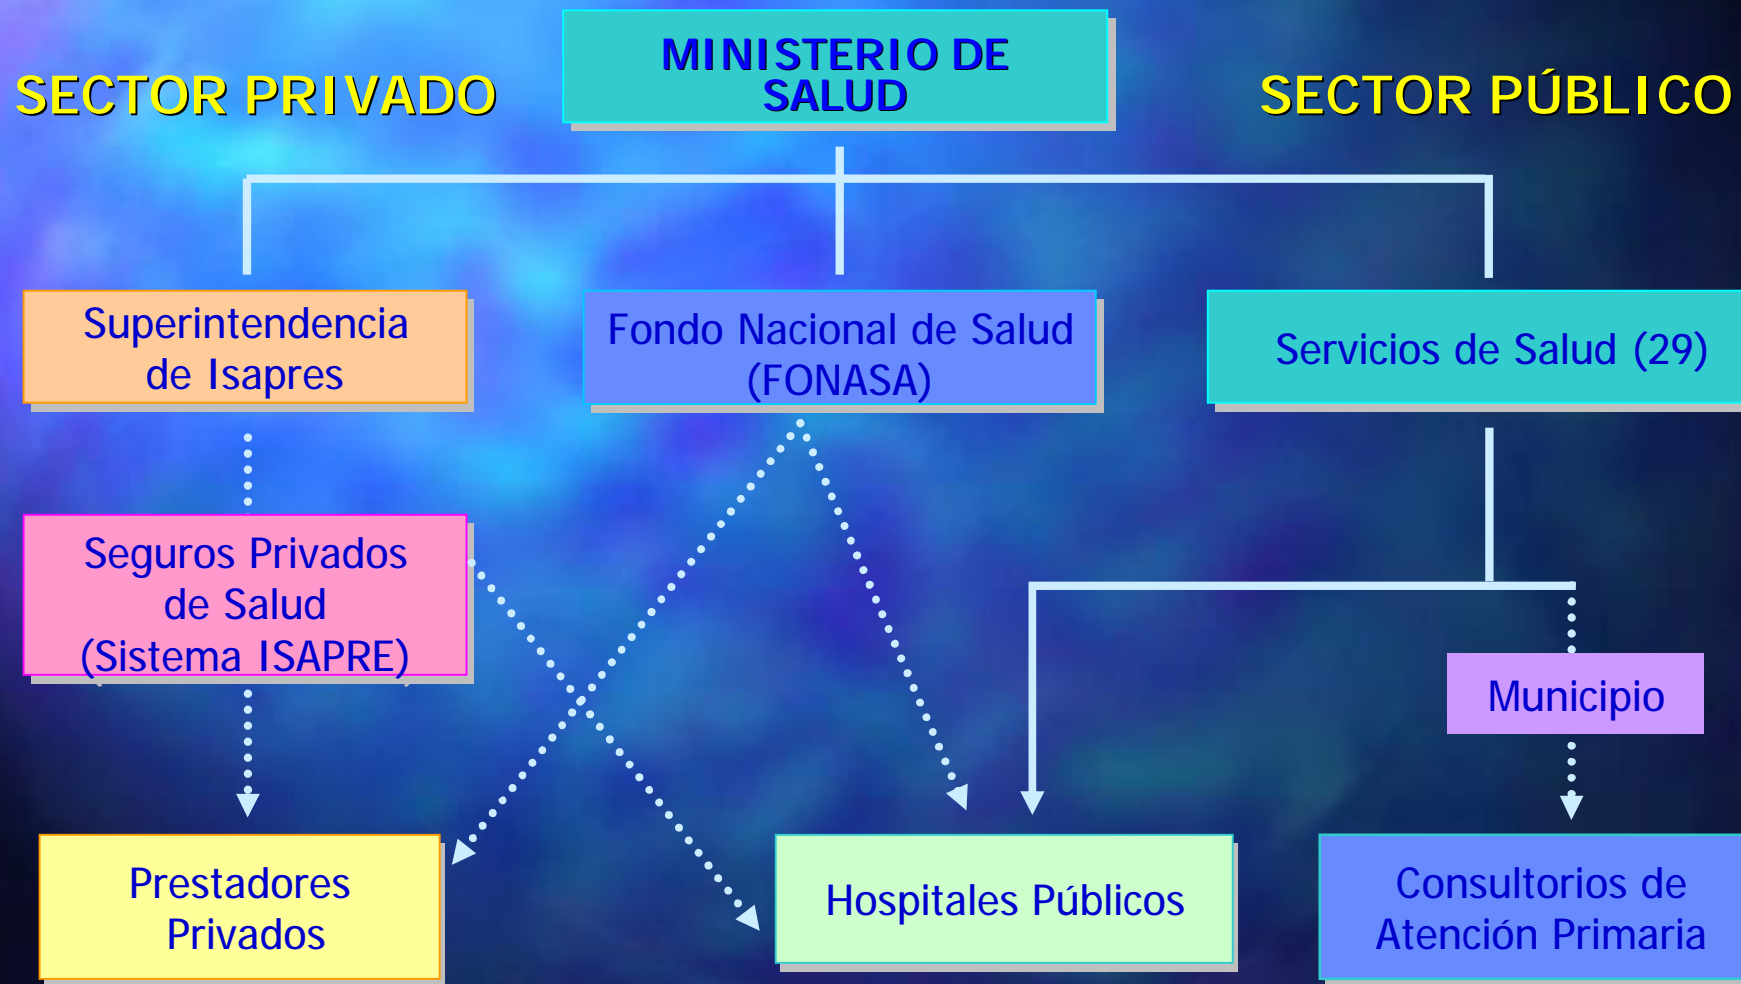 MINISTERIO DE
SALUD
SECTOR PRIVADO
SECTOR PÚBLICO
Superintendencia
de Isapres
Fondo Nacional de Salud
(FONASA)
Servicios de Salud (29)
Seguros Privados
de Salud
(Sistema ISAPRE)
Municipio
Prestadores
Privados
Hospitales Públicos
Consultorios de
Atención Primaria